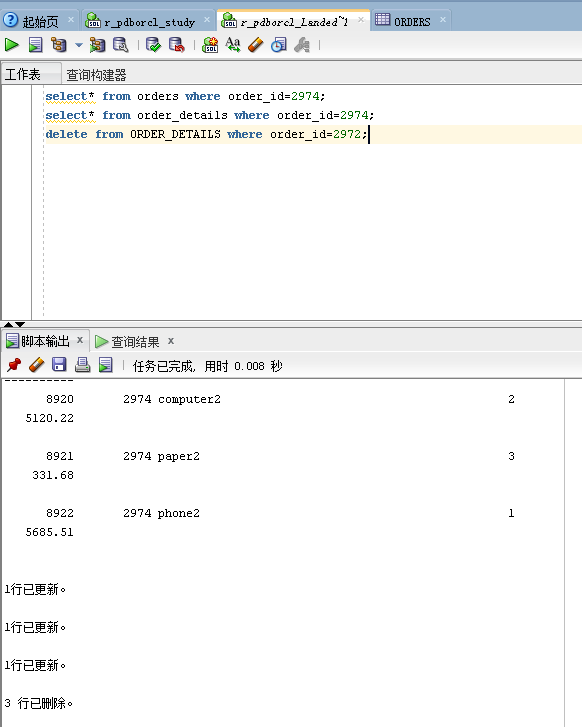 起始页 r_pdborcl_study r_pdborcl_Landed~1 ORDERS
工作表 查询构建器
select* from orders where order_id=2974;
select* from order_details where order_id=2974;
delete from ORDER_DETAILS where order_id=2972;
脚本输出 x 查询结果 x
任务已完成, 用时 0.008 秒
----------
8920 2974 computer2 2
5120.22
8921 2974 paper2 3
331.68
8922 2974 phone2 1
5685.51
1行已更新。
1行已更新。
1行已更新。
3 行已删除。